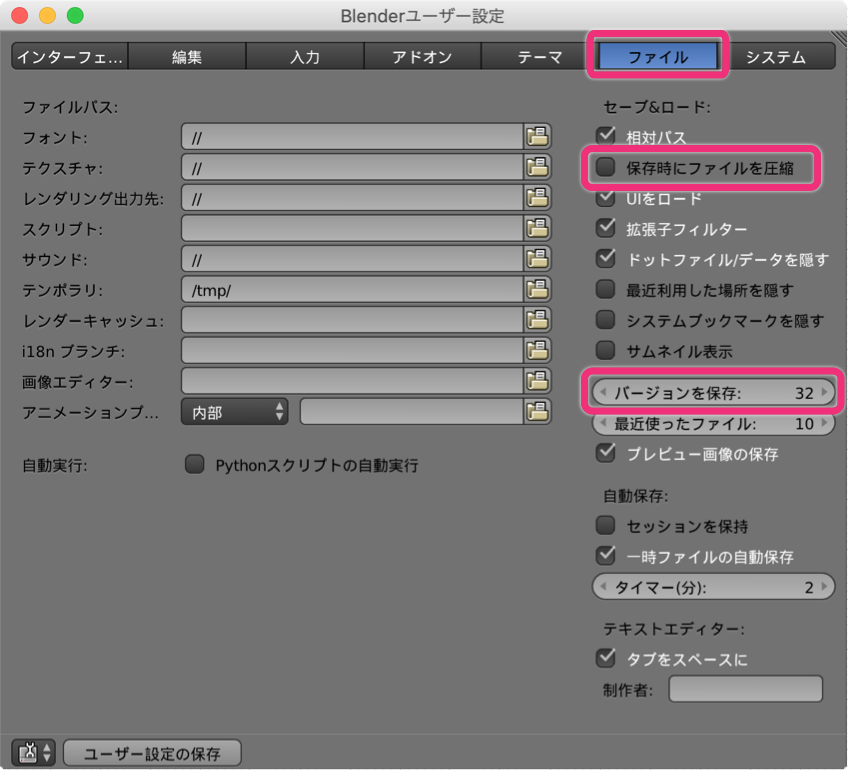 Blenderユーザー設定
インターフェ... 編集 入力 アドオン テーマ ファイル システム
ファイルパス:
フォント: //
テクスチャ: //
レンダリング出力先: //
スクリプト:
サウンド: //
テンポラリ: /tmp/
レンダーキャッシュ:
i18n ブランチ:
画像エディター:
アニメーションプ... 内部
自動実行: Pythonスクリプトの自動実行
セーブ&ロード:
相対パス
保存時にファイルを圧縮
UIをロード
拡張子フィルター
ドットファイル/データを隠す
最近利用した場所を隠す
システムブックマークを隠す
サムネイル表示
バージョンを保存: 32
最近使ったファイル: 10
プレビュー画像の保存
自動保存:
セッションを保持
一時ファイルの自動保存
タイマー(分): 2
テキストエディター:
タブをスペースに
制作者:
ユーザー設定の保存